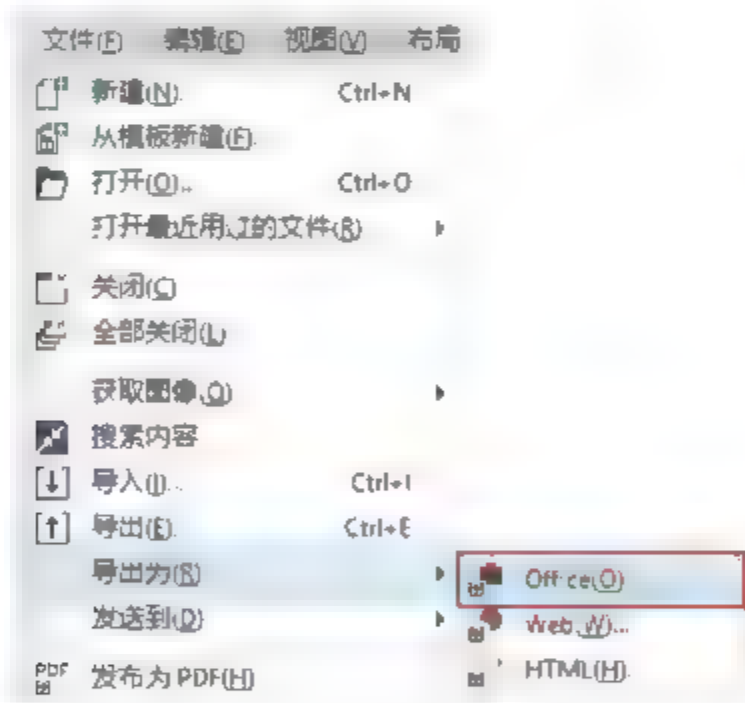 文件(F) 编辑(E) 视图(V) 布局
新建(N)... Ctrl+N
从模板新建(F)...
打开(O)... Ctrl+O
打开最近用过的文件(R)
关闭(C)
全部关闭(L)
获取图像(Q)
搜索内容
导入(I)... Ctrl+I
导出(E)... Ctrl+E
导出为(R)
Office(O)...
发送到(D)
Web(W)...
发布为 PDF(H)
HTML(H)...